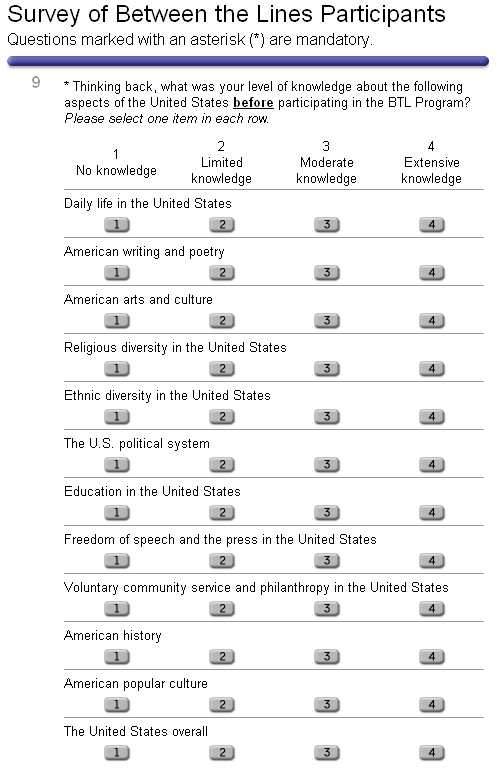 Survey of Between the Lines Participants
Questions marked with an asterisk (*) are mandatory.
9
* Thinking back, what was your level of knowledge about the following
aspects of the United States before participating in the BTL Program?
Please select one item in each row.
1 2 3 4
No knowledge Limited knowledge Moderate knowledge Extensive knowledge
Daily life in the United States
1 2 3 4
American writing and poetry
1 2 3 4
American arts and culture
1 2 3 4
Religious diversity in the United States
1 2 3 4
Ethnic diversity in the United States
1 2 3 4
The U.S. political system
1 2 3 4
Education in the United States
1 2 3 4
Freedom of speech and the press in the United States
1 2 3 4
Voluntary community service and philanthropy in the United States
1 2 3 4
American history
1 2 3 4
American popular culture
1 2 3 4
The United States overall
1 2 3 4